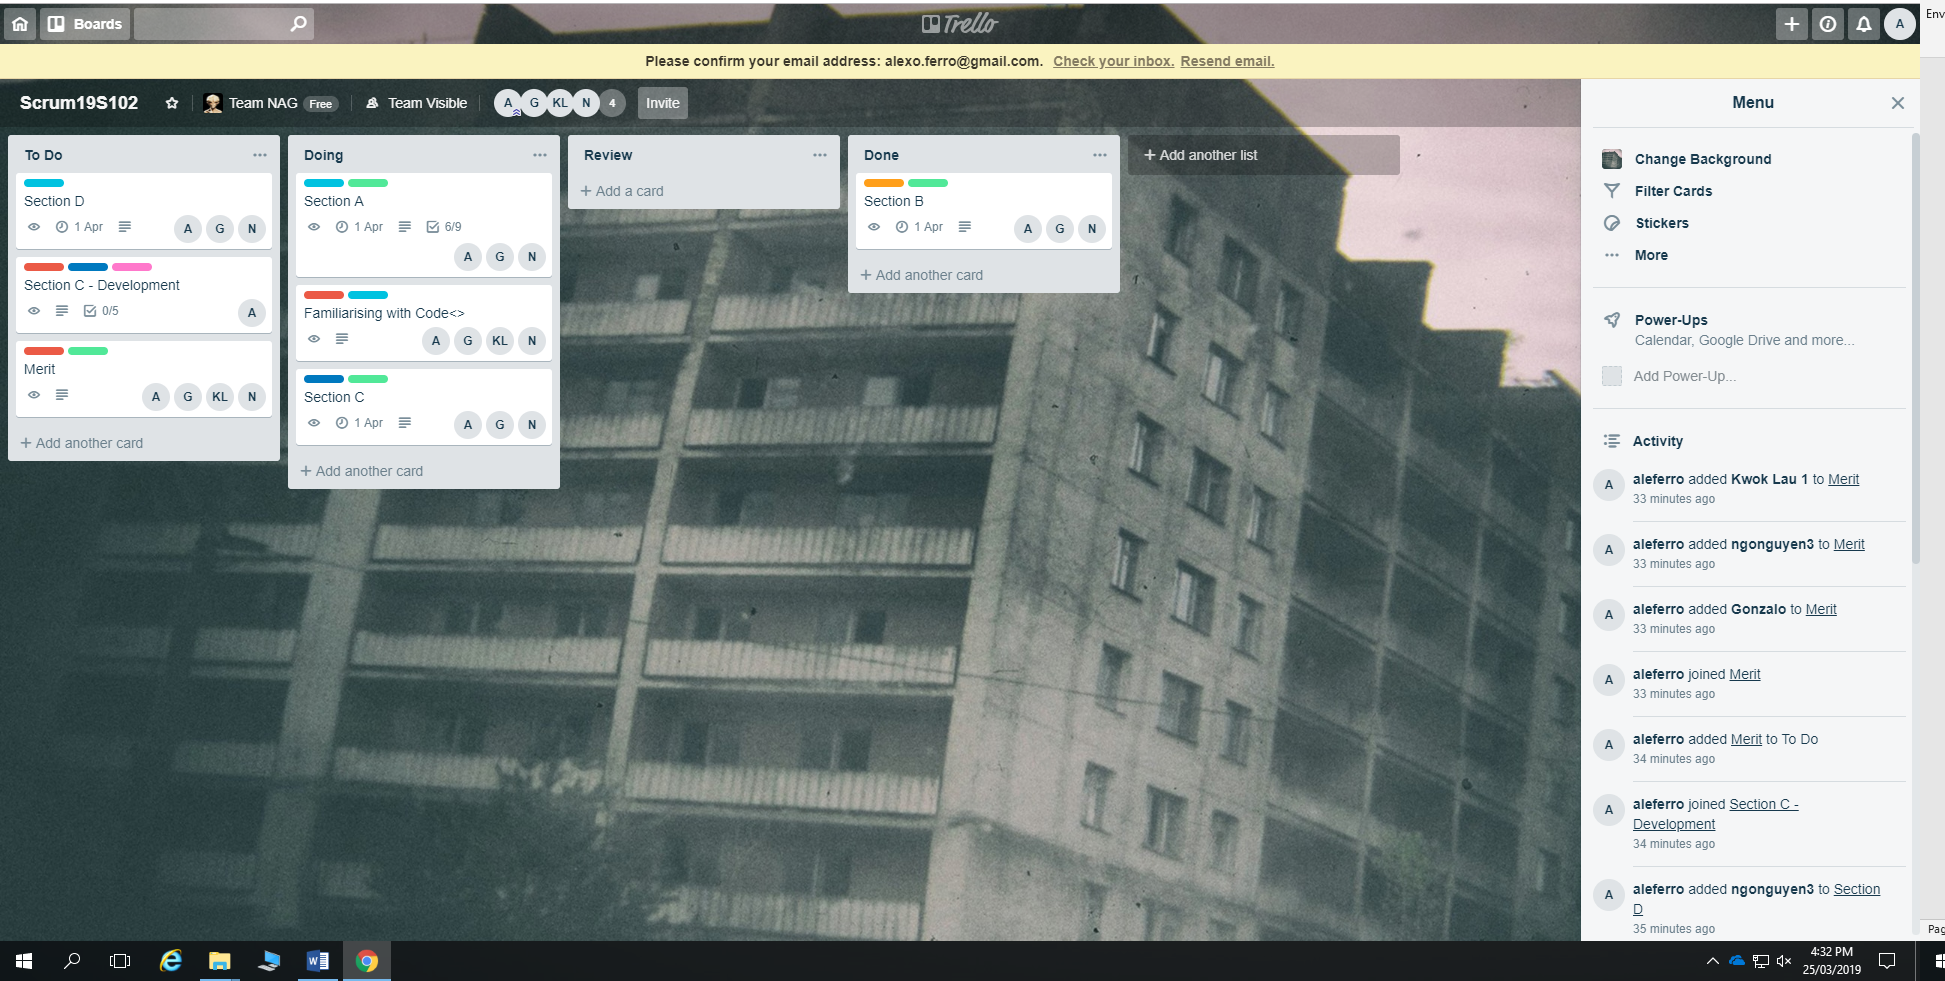 Boards
Trello
A
Env
Please confirm your email address: alexo.ferro@gmail.com. Check your inbox. Resend email.
Scrum19S102
Team NAG Free
Team Visible
A G KL N 4
Invite
To Do
Section D
1 Apr
A G N
Section C - Development
0/5
A
Merit
A G KL N
+ Add another card
Doing
Section A
1 Apr
6/9
A G N
Familiarising with Code<>
A G KL N
Section C
1 Apr
A G N
+ Add another card
Review
+ Add a card
Done
Section B
1 Apr
A G N
+ Add another card
+ Add another list
Menu
Change Background
Filter Cards
Stickers
More
Power-Ups
Calendar, Google Drive and more...
Add Power-Up...
Activity
A
aleferro added Kwok Lau 1 to Merit
33 minutes ago
A
aleferro added ngonguyen3 to Merit
33 minutes ago
A
aleferro added Gonzalo to Merit
33 minutes ago
A
aleferro joined Merit
33 minutes ago
A
aleferro added Merit to To Do
34 minutes ago
A
aleferro joined Section C -
Development
34 minutes ago
A
aleferro added ngonguyen3 to Section
D
35 minutes ago
Pag
4:32 PM
25/03/2019